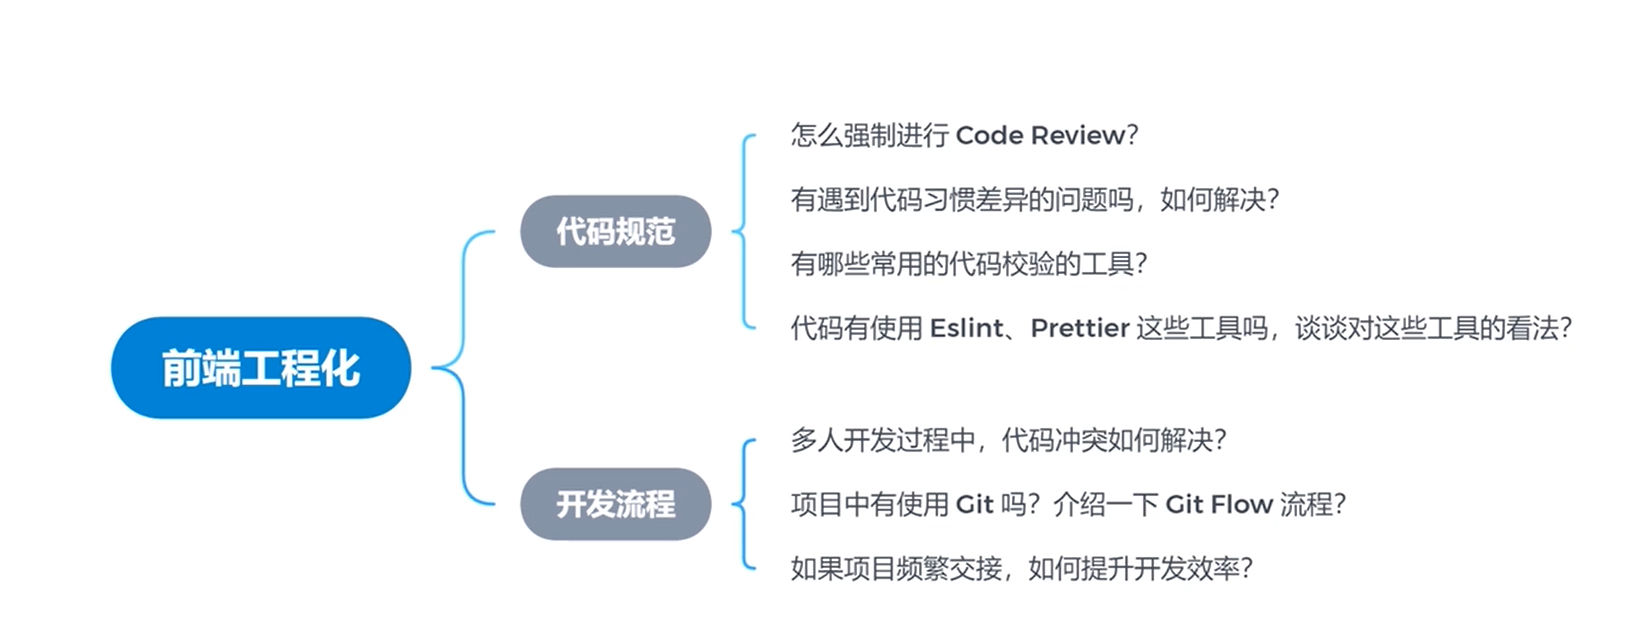 前端工程化
代码规范
怎么强制进行 Code Review？
有遇到代码习惯差异的问题吗，如何解决？
有哪些常用的代码校验的工具？
代码有使用 Eslint、Prettier 这些工具吗，谈谈对这些工具的看法？
开发流程
多人开发过程中，代码冲突如何解决？
项目中有使用 Git 吗？介绍一下 Git Flow 流程？
如果项目频繁交接，如何提升开发效率？